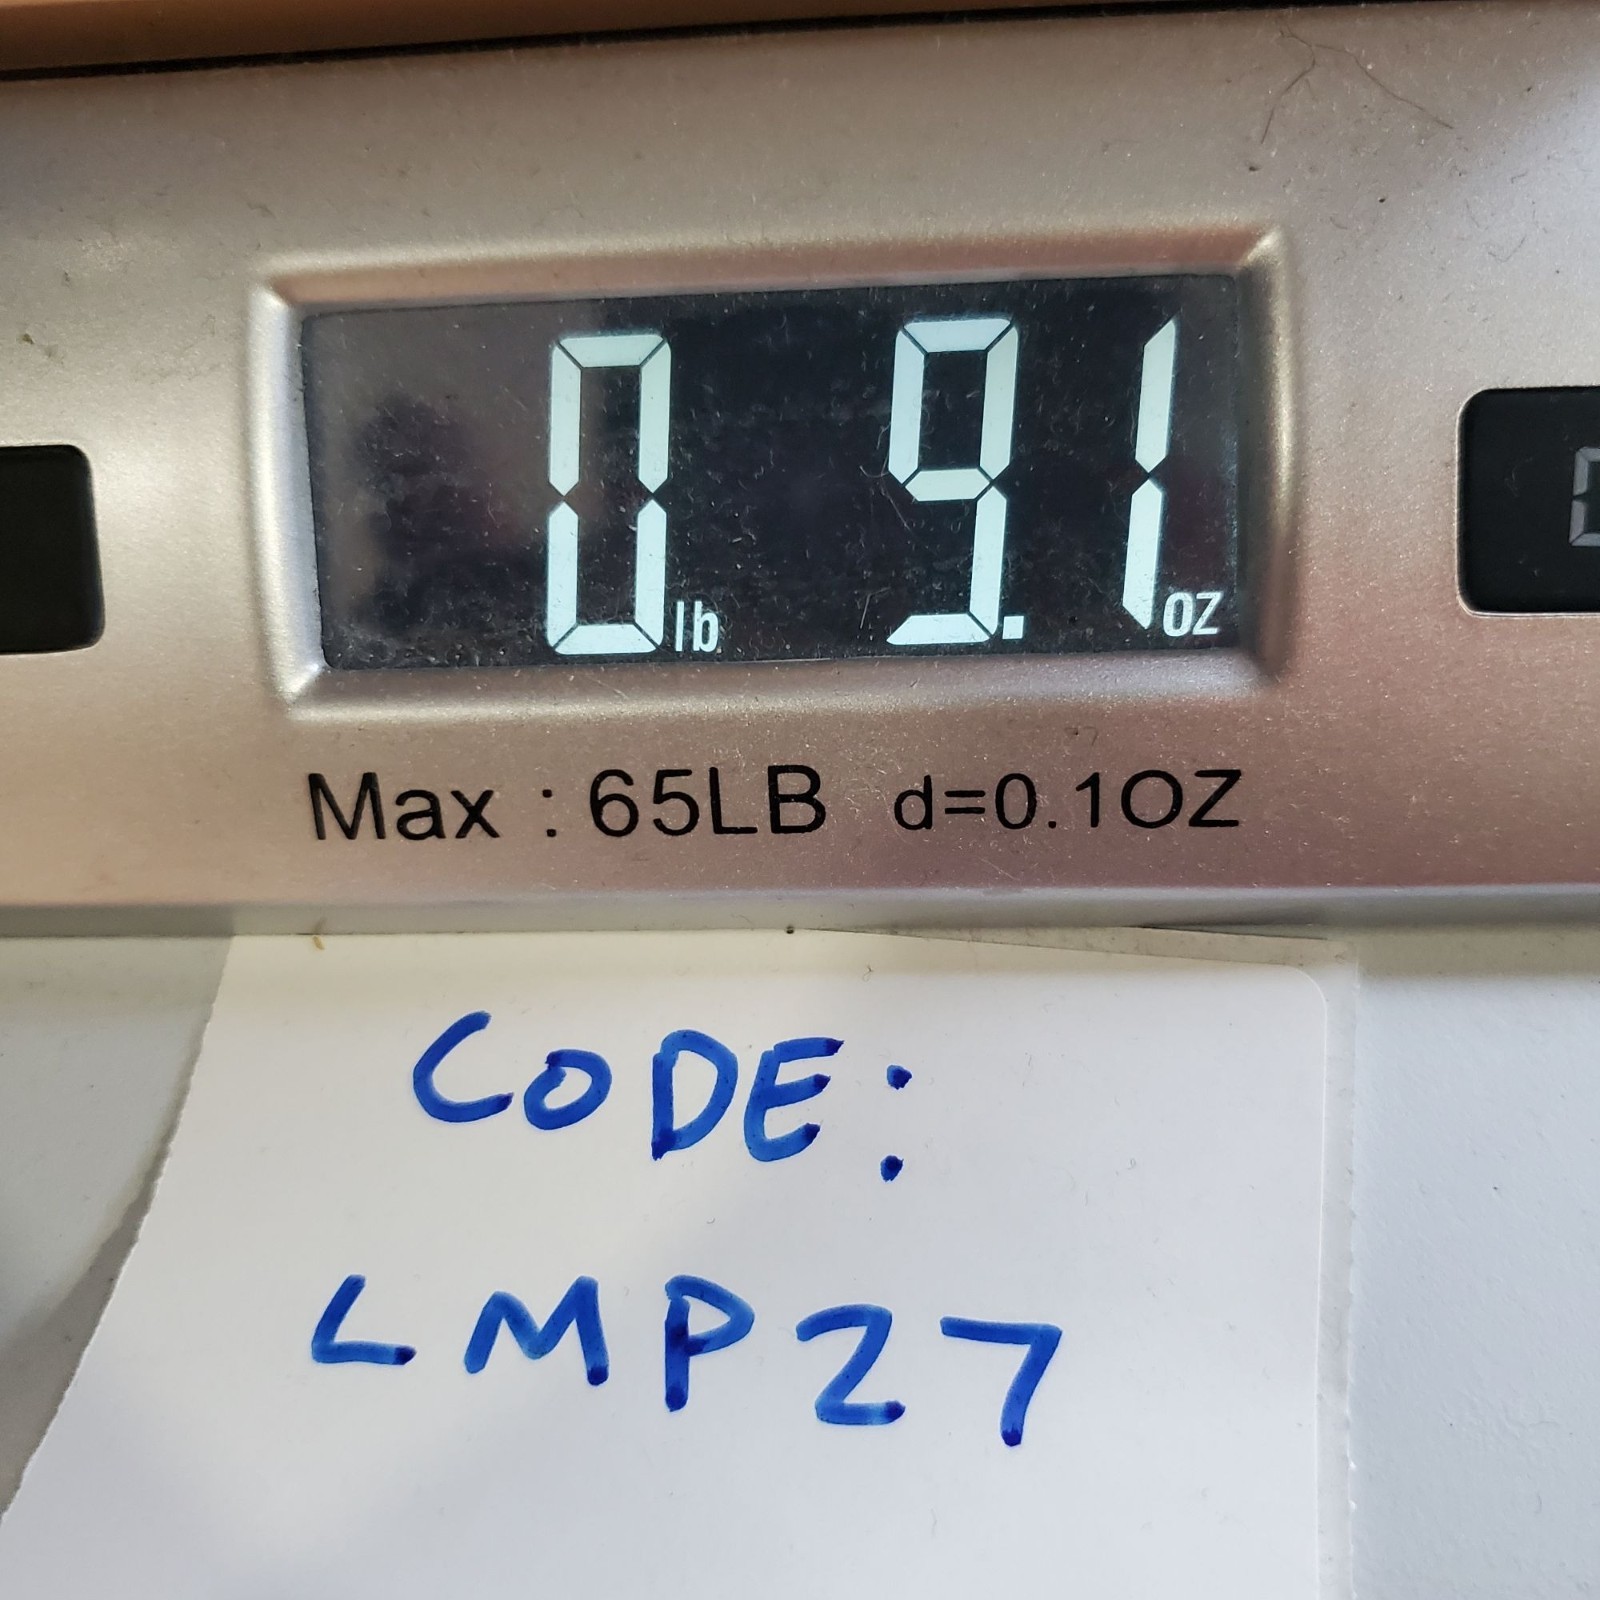 0 lb 9.1 oz
Max : 65LB d=0.1OZ
CODE:
LMP27